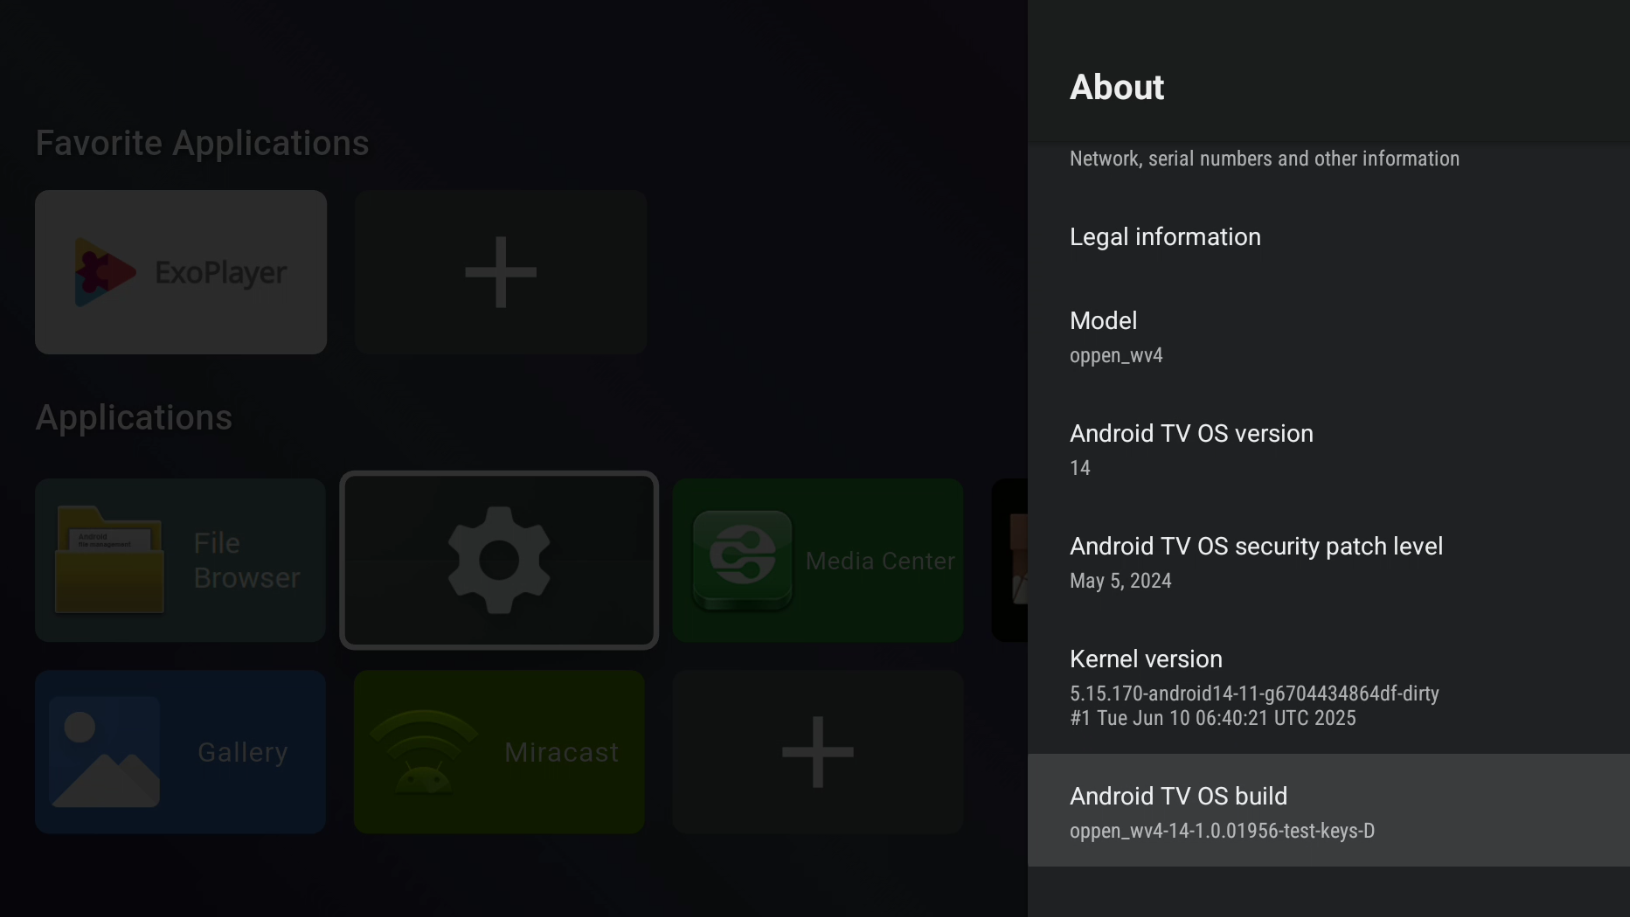 Favorite Applications
ExoPlayer
Applications
Android
file management
File
Browser
Media Center
Gallery
Miracast
About
Network, serial numbers and other information
Legal information
Model
oppen_wv4
Android TV OS version
14
Android TV OS security patch level
May 5, 2024
Kernel version
5.15.170-android14-11-g6704434864df-dirty
#1 Tue Jun 10 06:40:21 UTC 2025
Android TV OS build
oppen_wv4-14-1.0.01956-test-keys-D